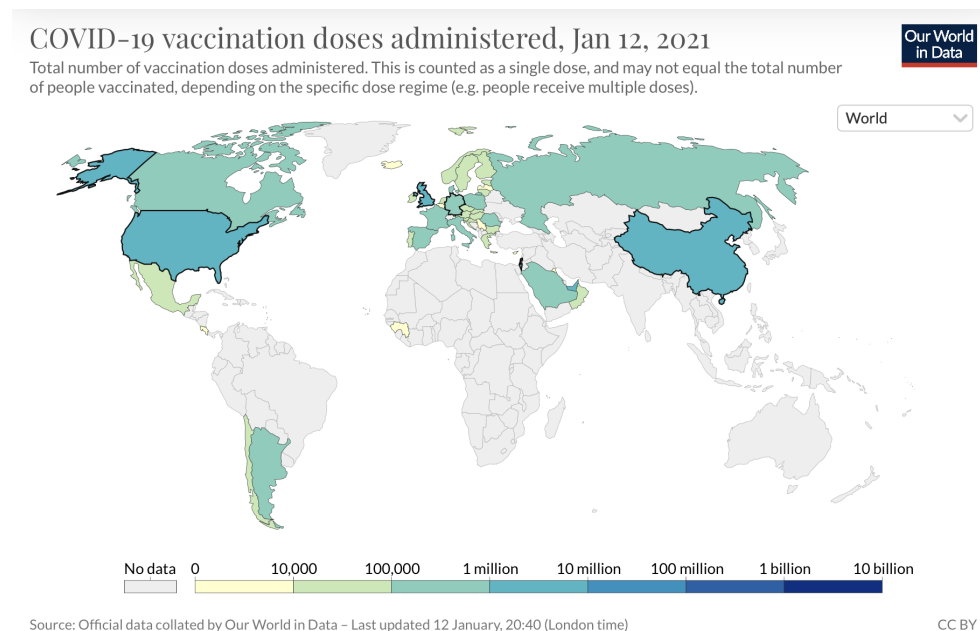 COVID-19 vaccination doses administered, Jan 12, 2021
Our World
in Data
Total number of vaccination doses administered. This is counted as a single dose, and may not equal the total number
of people vaccinated, depending on the specific dose regime (e.g. people receive multiple doses).
World
No data 0 10,000 100,000 1 million 10 million 100 million 1 billion 10 billion
Source: Official data collated by Our World in Data – Last updated 12 January, 20:40 (London time) CC BY